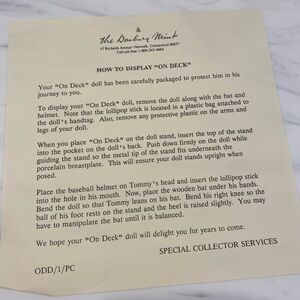 the Danbury Mint
47 Richards Avenue · Norwalk, Connecticut 06857
Call toll-free: 1-800-243-4664
HOW TO DISPLAY "ON DECK"
Your "On Deck" doll has been carefully packaged to protect him in his
journey to you.
To display your "On Deck" doll, remove the doll along with the bat and
helmet. Note that the lollipop stick is located in a plastic bag attached to
the doll's handtag. Also, remove any protective plastic on the arms and
legs of your doll.
When you place "On Deck" on the doll stand, insert the top of the stand
into the pocket on the doll's back. Push down firmly on the doll while
guiding the stand so the metal tip of the stand fits underneath the
porcelain breastplate. This will ensure your doll stands upright when
posed.
Place the baseball helmet on Tommy's head and insert the lollipop stick
into the hole in his mouth. Now, place the wooden bat under his hands.
Bend the doll so that Tommy leans on his bat. Bend his right knee so the
ball of his foot rests on the stand and the heel is raised slightly. You may
have to manipulate the bat until it is balanced.
We hope your "On Deck" doll will delight you for years to come.
SPECIAL COLLECTOR SERVICES
ODD/1/PC